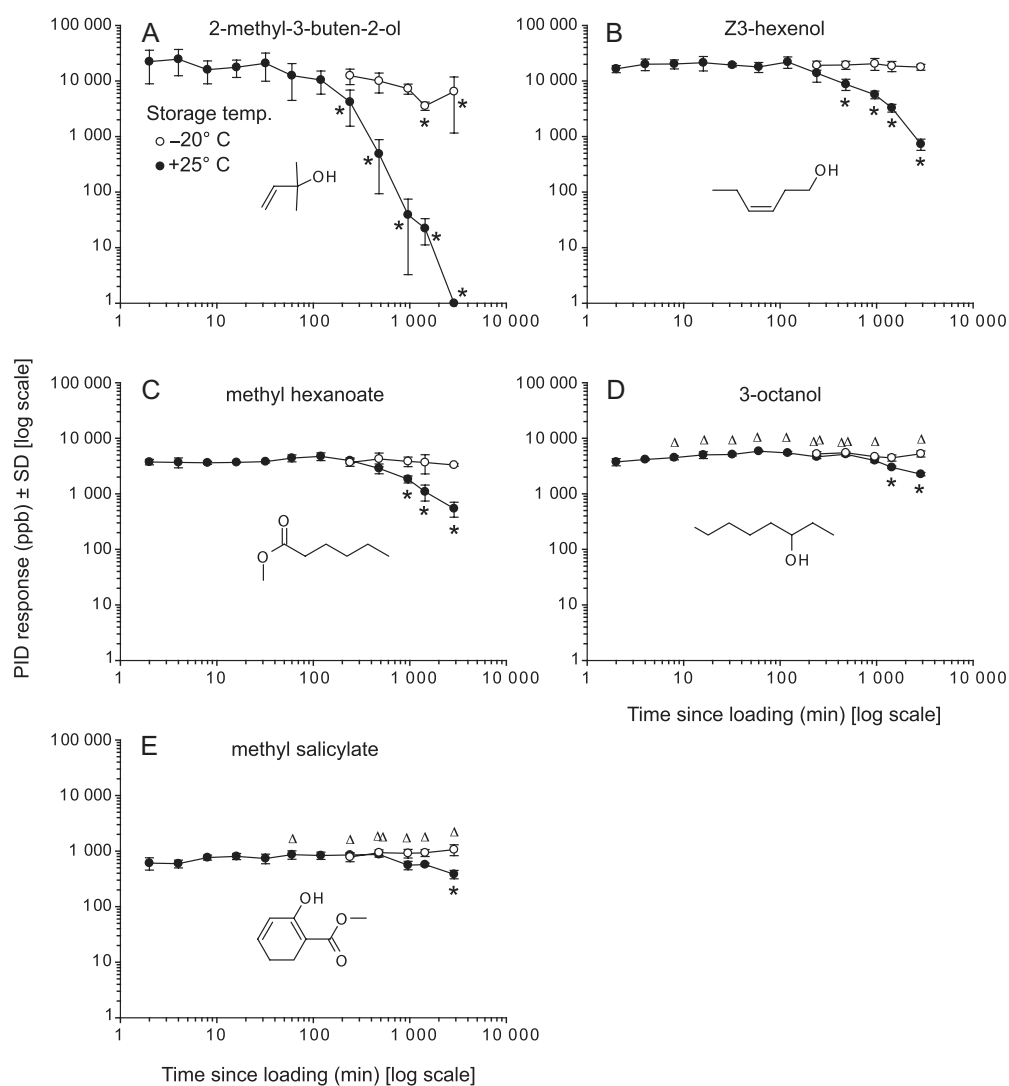 A
2-methyl-3-buten-2-ol
100 000
10 000
1 000
100
10
1
Storage temp.
–20° C
+25° C
OH
* * * * * * *
1 10 100 1 000 10 000
B
Z3-hexenol
100 000
10 000
1 000
100
10
1
OH
* * * *
1 10 100 1 000 10 000
PID response (ppb) ± SD [log scale]
C
methyl hexanoate
100 000
10 000
1 000
100
10
1
O
O
* * *
1 10 100 1 000 10 000
D
3-octanol
100 000
10 000
1 000
100
10
1
Δ Δ Δ Δ Δ Δ Δ Δ Δ Δ Δ
* *
OH
1 10 100 1 000 10 000
Time since loading (min) [log scale]
E
methyl salicylate
100 000
10 000
1 000
100
10
1
Δ Δ Δ Δ Δ Δ Δ
*
OH
O
O
1 10 100 1 000 10 000
Time since loading (min) [log scale]